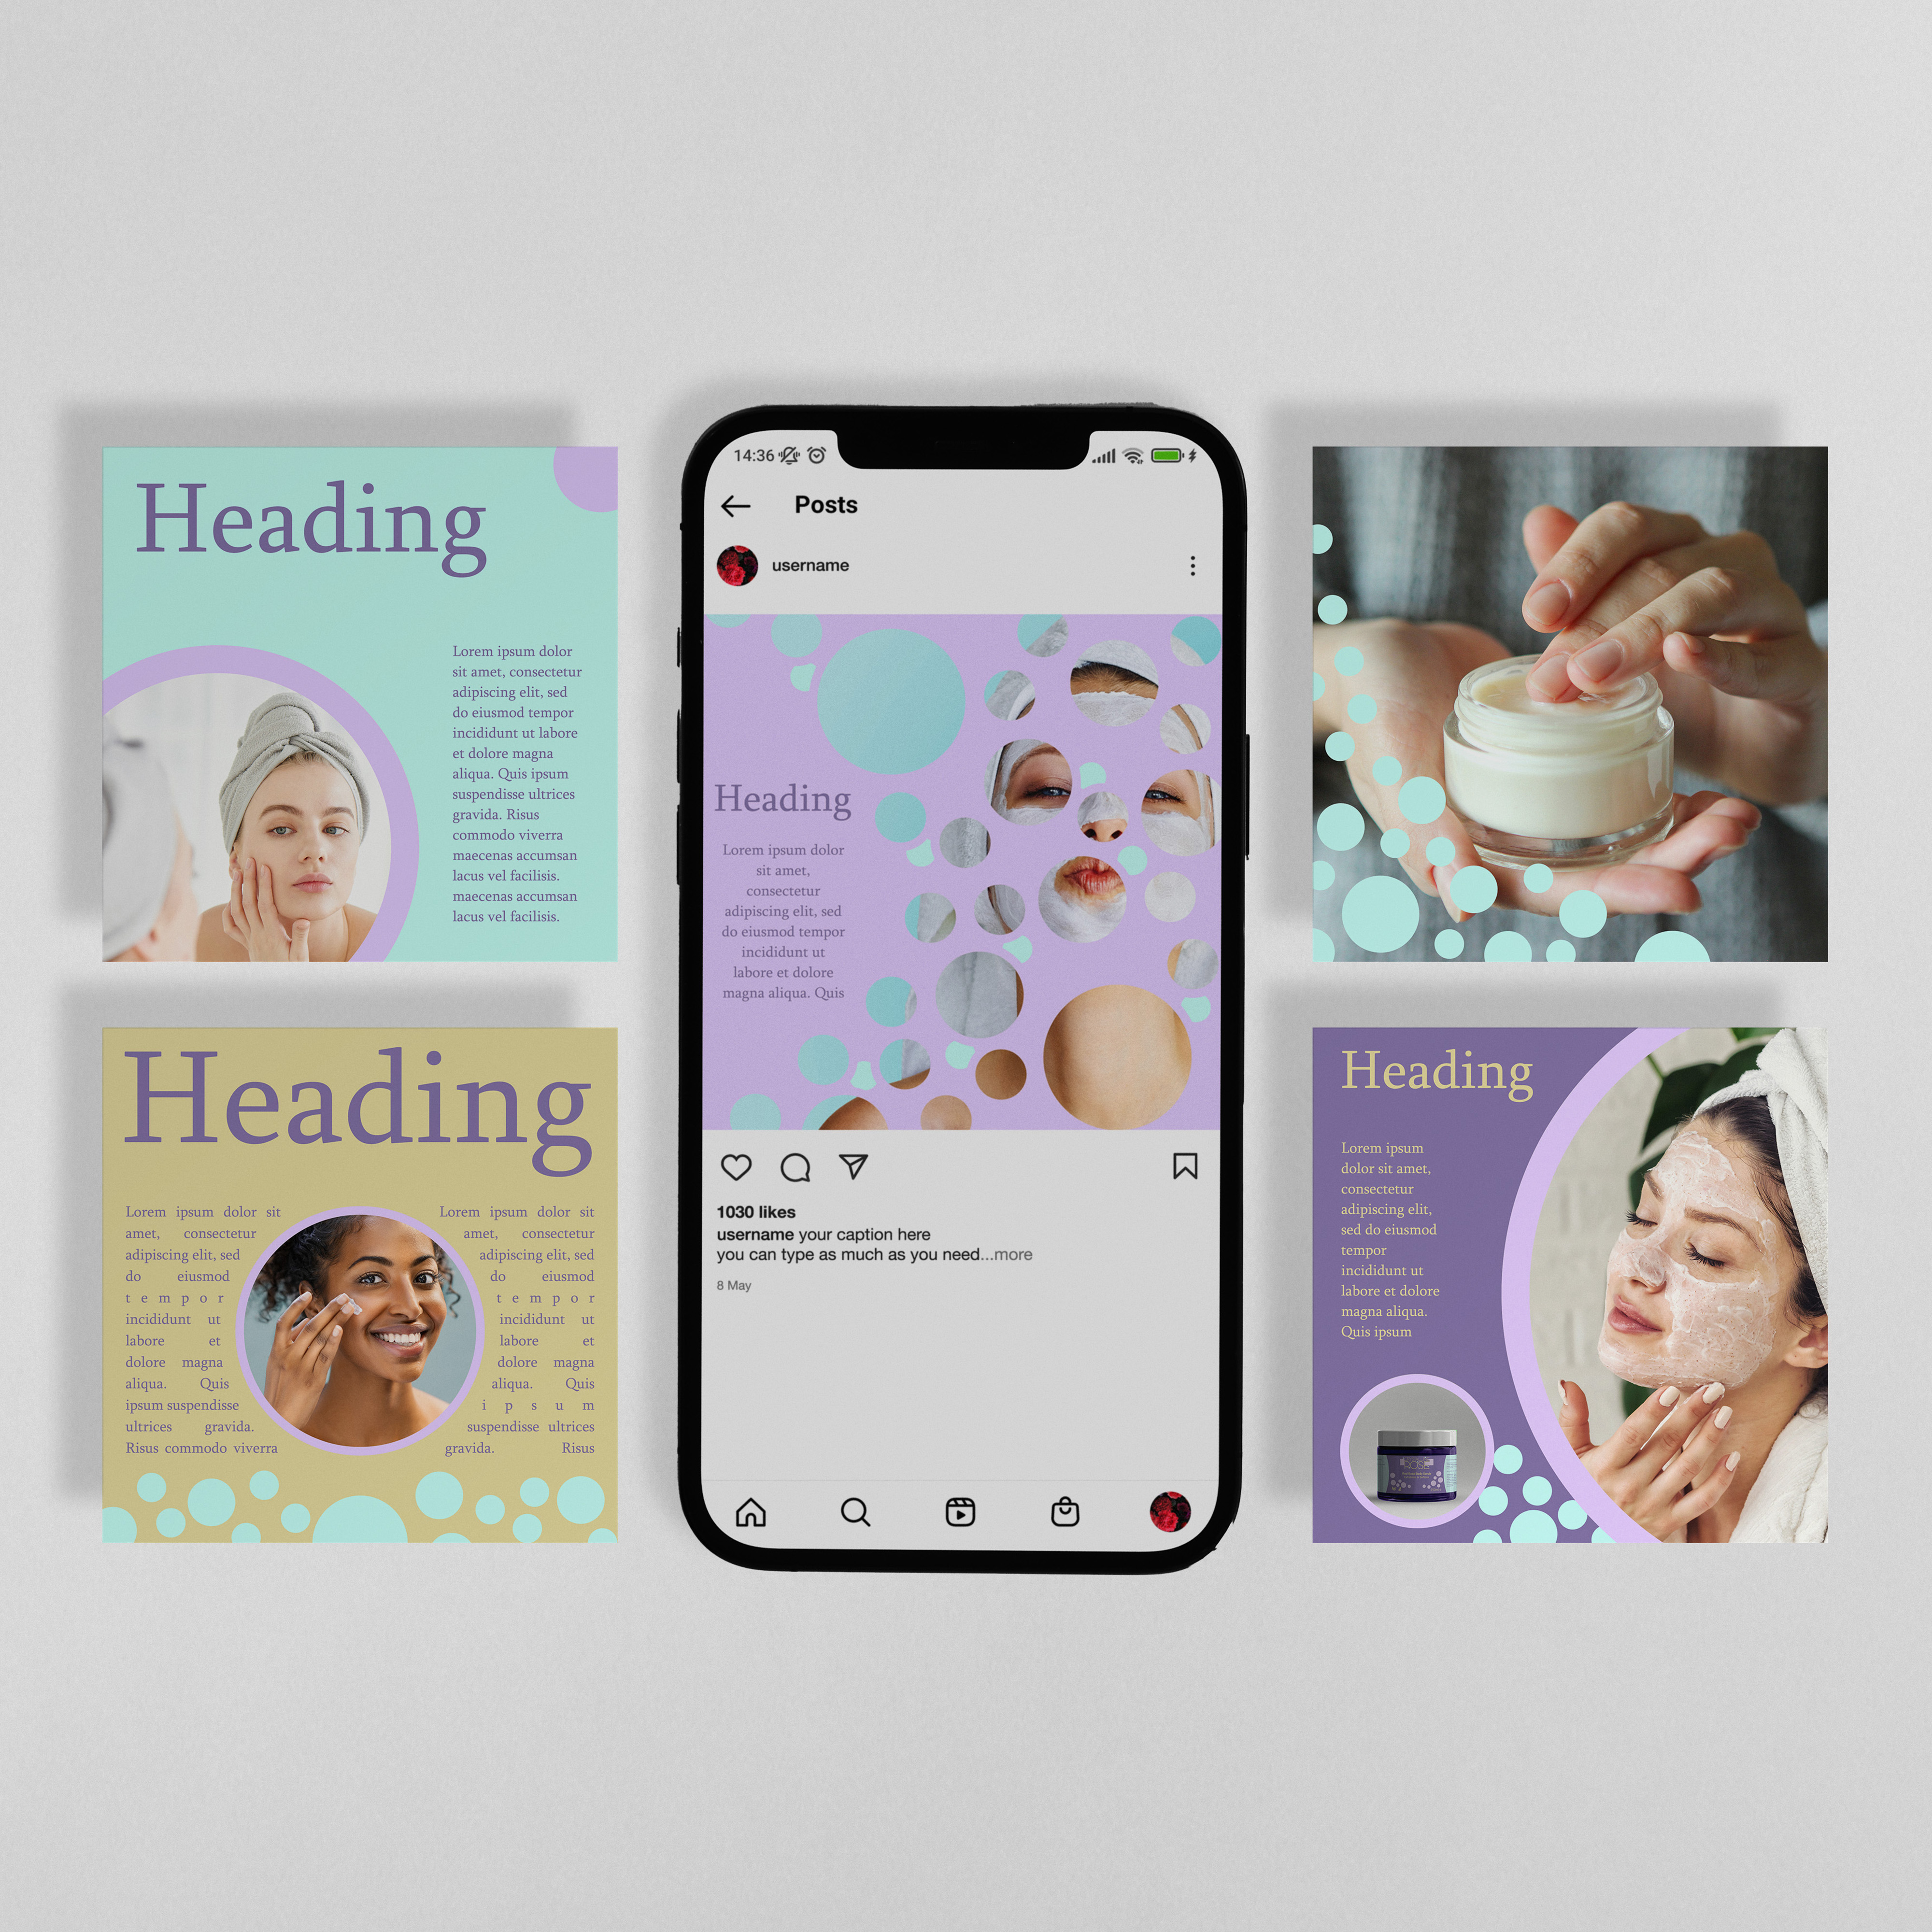 Heading
Lorem ipsum dolor
sit amet, consectetur
adipiscing elit, sed
do eiusmod tempor
incididunt ut labore
et dolore magna
aliqua. Quis ipsum
suspendisse ultrices
gravida. Risus
commodo viverra
maecenas accumsan
lacus vel facilisis.
maecenas accumsan
lacus vel facilisis.
Heading
Lorem ipsum dolor sit
amet, consectetur
adipiscing elit, sed
do eiusmod
tempor
incididunt ut
labore et
dolore magna
aliqua. Quis
ipsum suspendisse
ultrices gravida.
Risus commodo viverra
Lorem ipsum dolor sit
amet, consectetur
adipiscing elit, sed
do eiusmod
tempor
incididunt ut
labore et
dolore magna
aliqua. Quis
ipsum
suspendisse ultrices
gravida. Risus
14:36
Posts
username
Heading
Lorem ipsum dolor
sit amet,
consectetur
adipiscing elit, sed
do eiusmod tempor
incididunt ut
labore et dolore
magna aliqua. Quis
1030 likes
username your caption here
you can type as much as you need...more
8 May
Heading
Lorem ipsum
dolor sit amet,
consectetur
adipiscing elit,
sed do eiusmod
tempor
incididunt ut
labore et dolore
magna aliqua.
Quis ipsum